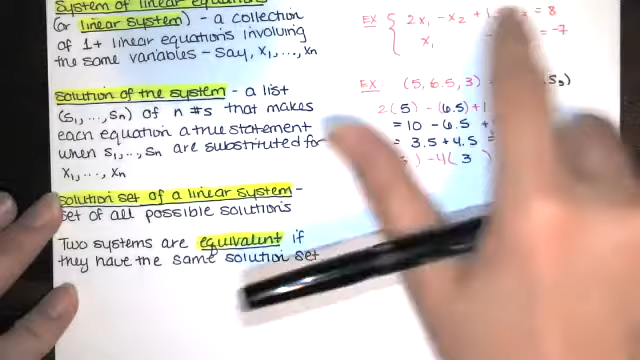 System of linear equations
(or linear system) - a collection
of 1+ linear equations involving
the same variables - say, x₁,...,xₙ
solution of the system - a list
(s₁,...,sₙ) of n #s that makes
each equation a true statement
when s₁,...,sₙ are substituted for
x₁,...,xₙ
solution set of a linear system -
set of all possible solutions
Two systems are equivalent if
they have the same solution set
EX 2x₁ - x₂ + 1 = 8
x₁ - = -7
EX: (5, 6.5, 3) S₃)
2(5) - (6.5) + 1
= 10 - 6.5 +
= 3.5 + 4.5 =
) - 4( 3 )